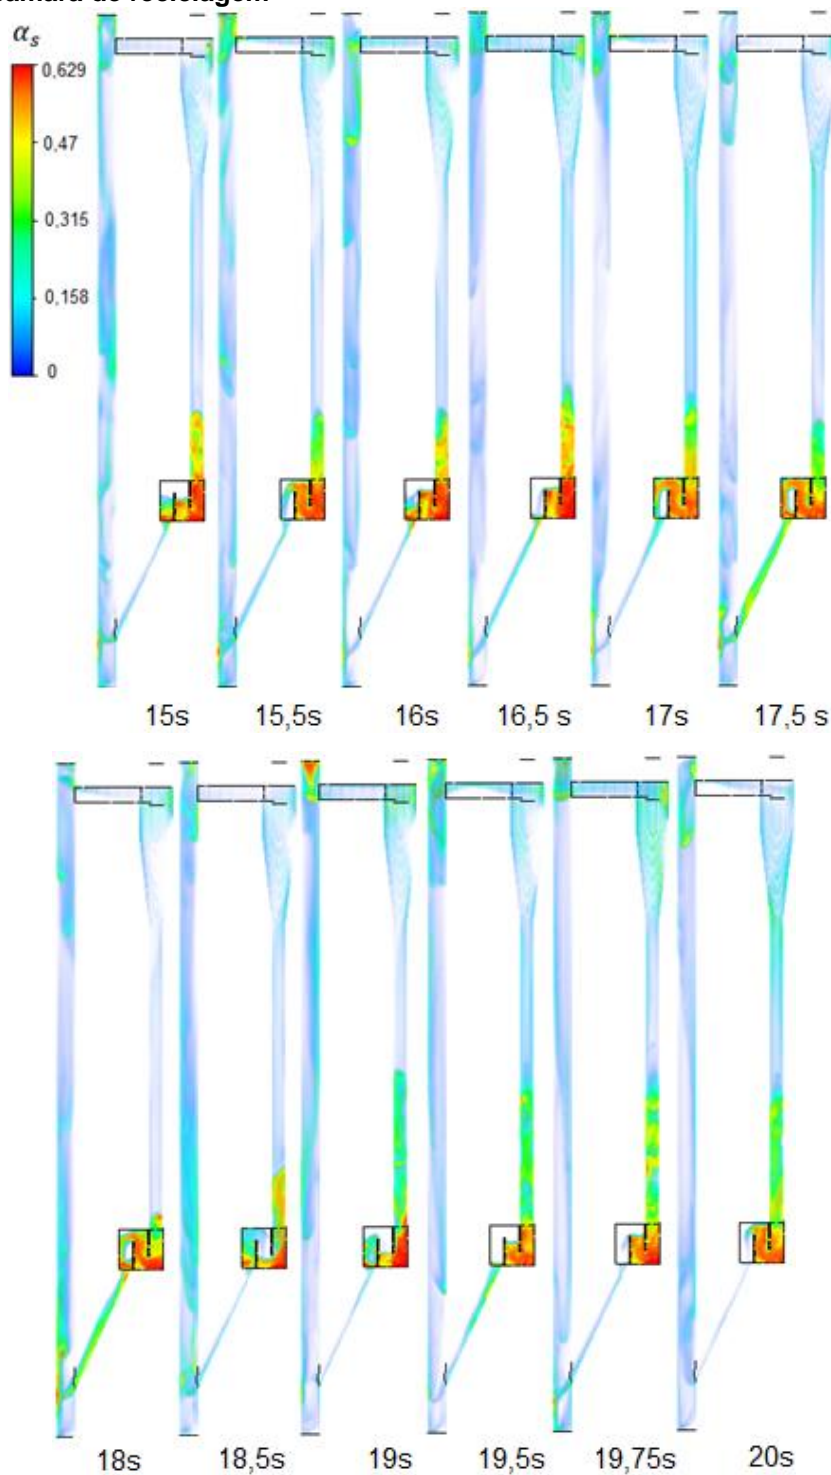 câmara de reciclagem
αₛ
0,629
0,47
0,315
0,158
0
15s 15,5s 16s 16,5 s 17s 17,5 s
18s 18,5s 19s 19,5s 19,75s 20s